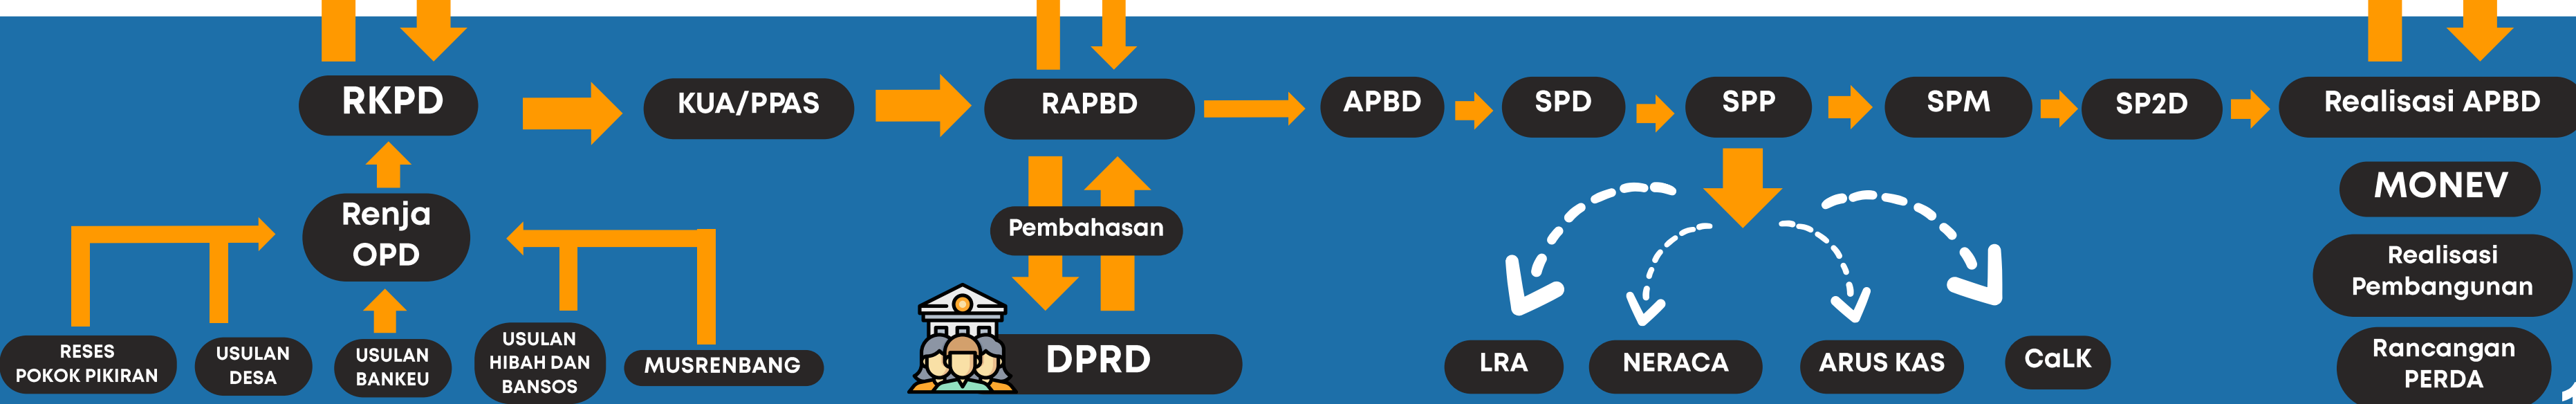 RKPD
KUA/PPAS
RAPBD
APBD
SPD
SPP
SPM
SP2D
Realisasi APBD
Renja
OPD
Pembahasan
MONEV
Realisasi
Pembangunan
RESES
POKOK PIKIRAN
USULAN
DESA
USULAN
BANKEU
USULAN
HIBAH DAN
BANSOS
MUSRENBANG
DPRD
LRA
NERACA
ARUS KAS
CaLK
Rancangan
PERDA